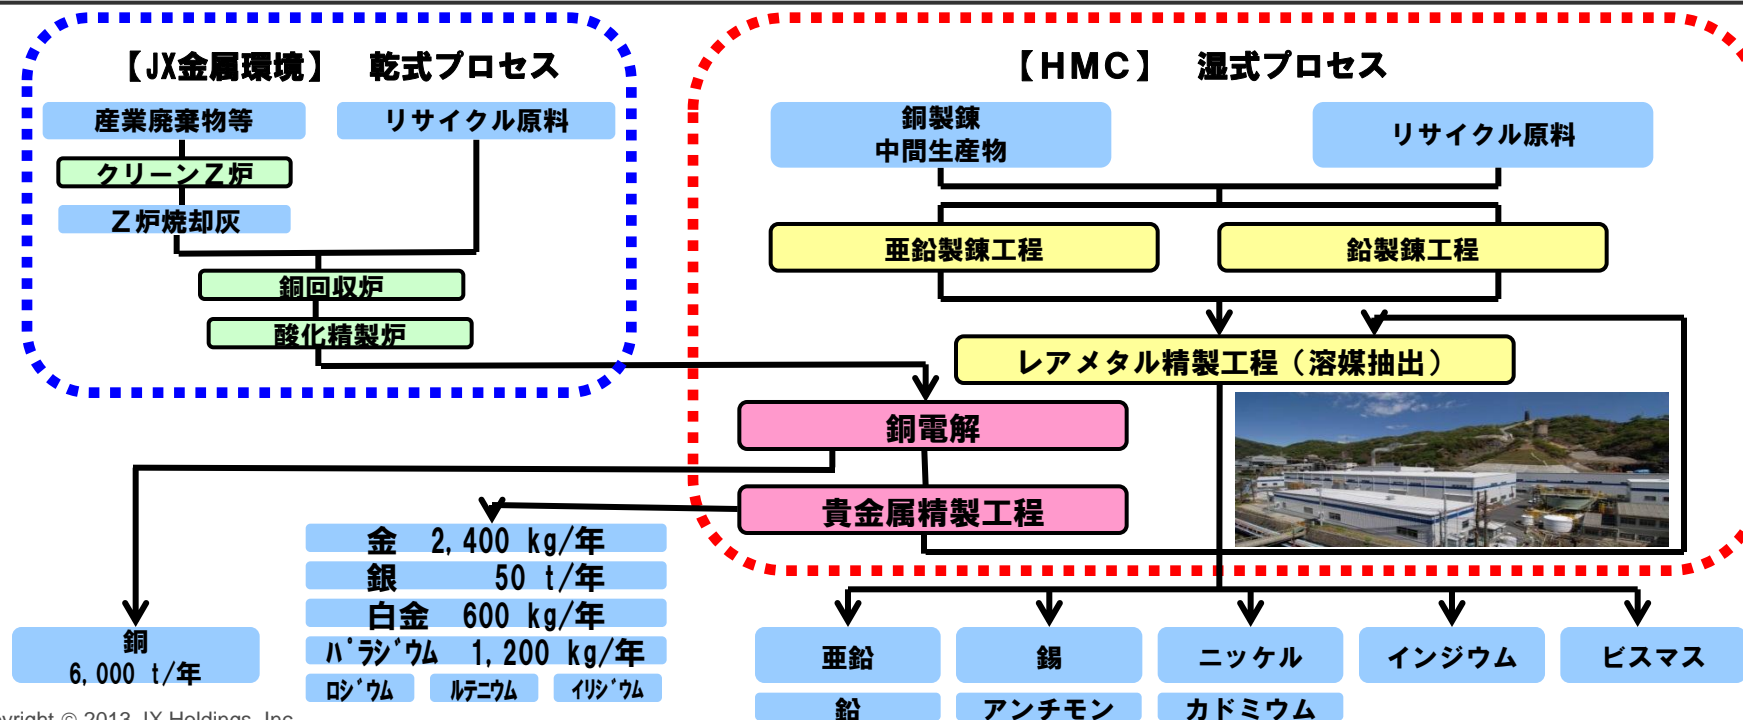 【JX金属環境】　乾式プロセス
産業廃棄物等
リサイクル原料
クリーンＺ炉
Ｚ炉焼却灰
銅回収炉
酸化精製炉
【ＨＭＣ】　湿式プロセス
銅製錬
中間生産物
リサイクル原料
亜鉛製錬工程
鉛製錬工程
レアメタル精製工程（溶媒抽出）
銅電解
貴金属精製工程
銅
6,000 t/年
金 2,400 kg/年
銀 50 t/年
白金 600 kg/年
ﾊﾟﾗｼﾞｳﾑ 1,200 kg/年
ﾛｼﾞｳﾑ
ﾙﾃﾆｳﾑ
ｲﾘｼﾞｳﾑ
亜鉛
錫
ニッケル
インジウム
ビスマス
鉛
アンチモン
カドミウム
yright © 2013 JX Holdings, Inc